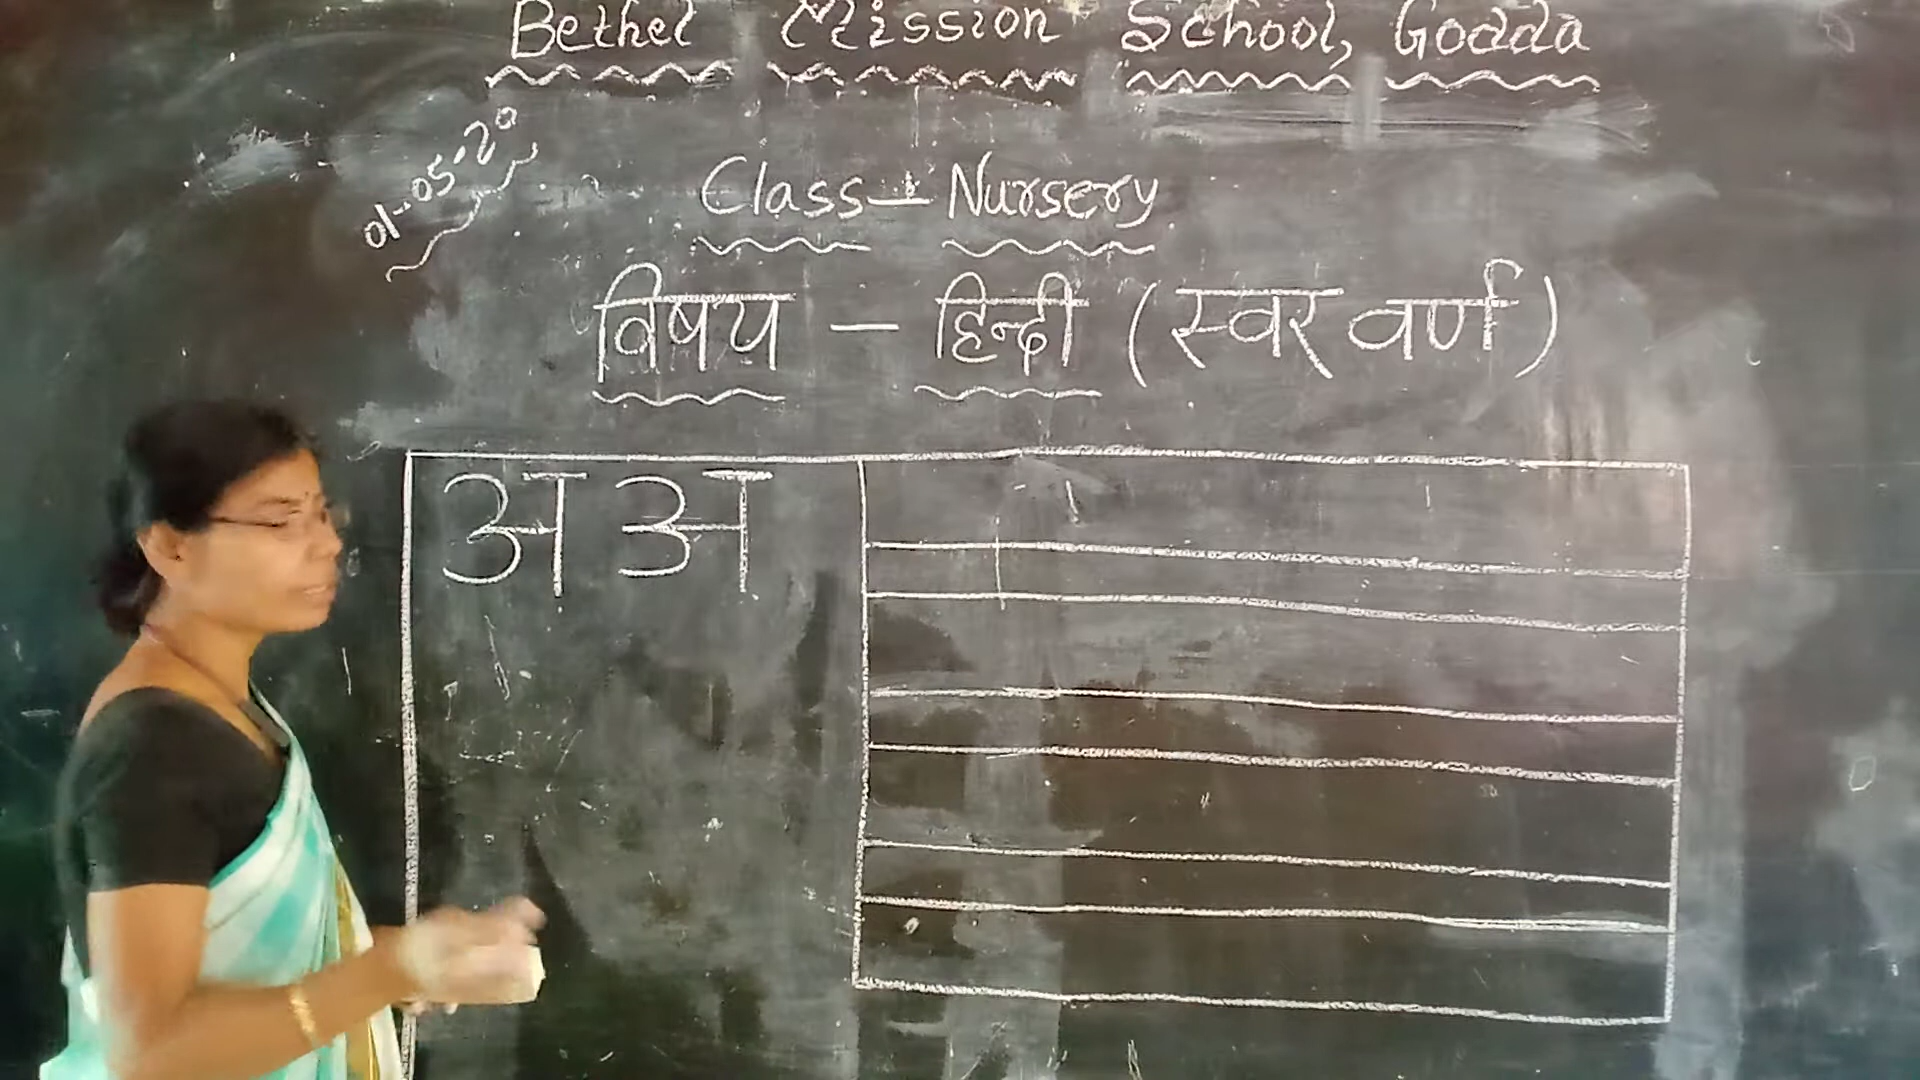 Bethel Mission School, Godda
01-05-20
Class - Nursery
विषय - हिन्दी (स्वर वर्ण)
अ अ